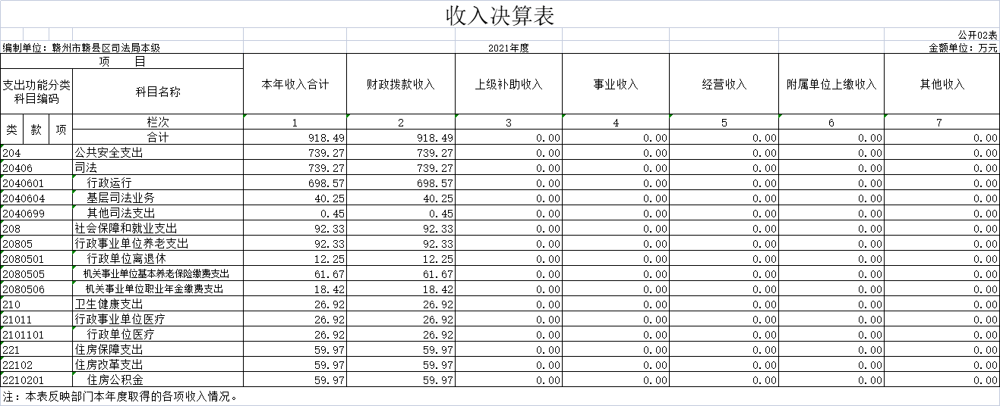 收入决算表
公开02表
编制单位：赣州市赣县区司法局本级 2021年度 金额单位：万元
项 目 本年收入合计 财政拨款收入 上级补助收入 事业收入 经营收入 附属单位上缴收入 其他收入
支出功能分类科目编码 科目名称
类 款 项 栏次 1 2 3 4 5 6 7
合计 918.49 918.49 0.00 0.00 0.00 0.00 0.00
204 公共安全支出 739.27 739.27 0.00 0.00 0.00 0.00 0.00
20406 司法 739.27 739.27 0.00 0.00 0.00 0.00 0.00
2040601 行政运行 698.57 698.57 0.00 0.00 0.00 0.00 0.00
2040604 基层司法业务 40.25 40.25 0.00 0.00 0.00 0.00 0.00
2040699 其他司法支出 0.45 0.45 0.00 0.00 0.00 0.00 0.00
208 社会保障和就业支出 92.33 92.33 0.00 0.00 0.00 0.00 0.00
20805 行政事业单位养老支出 92.33 92.33 0.00 0.00 0.00 0.00 0.00
2080501 行政单位离退休 12.25 12.25 0.00 0.00 0.00 0.00 0.00
2080505 机关事业单位基本养老保险缴费支出 61.67 61.67 0.00 0.00 0.00 0.00 0.00
2080506 机关事业单位职业年金缴费支出 18.42 18.42 0.00 0.00 0.00 0.00 0.00
210 卫生健康支出 26.92 26.92 0.00 0.00 0.00 0.00 0.00
21011 行政事业单位医疗 26.92 26.92 0.00 0.00 0.00 0.00 0.00
2101101 行政单位医疗 26.92 26.92 0.00 0.00 0.00 0.00 0.00
221 住房保障支出 59.97 59.97 0.00 0.00 0.00 0.00 0.00
22102 住房改革支出 59.97 59.97 0.00 0.00 0.00 0.00 0.00
2210201 住房公积金 59.97 59.97 0.00 0.00 0.00 0.00 0.00
注：本表反映部门本年度取得的各项收入情况。